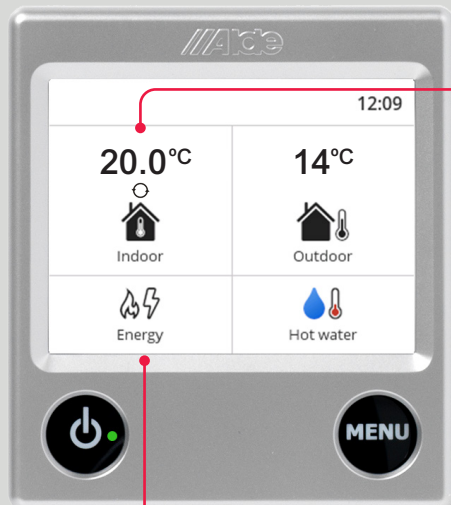 Alde
12:09
20.0°C
14°C
Indoor
Outdoor
Energy
Hot water
MENU